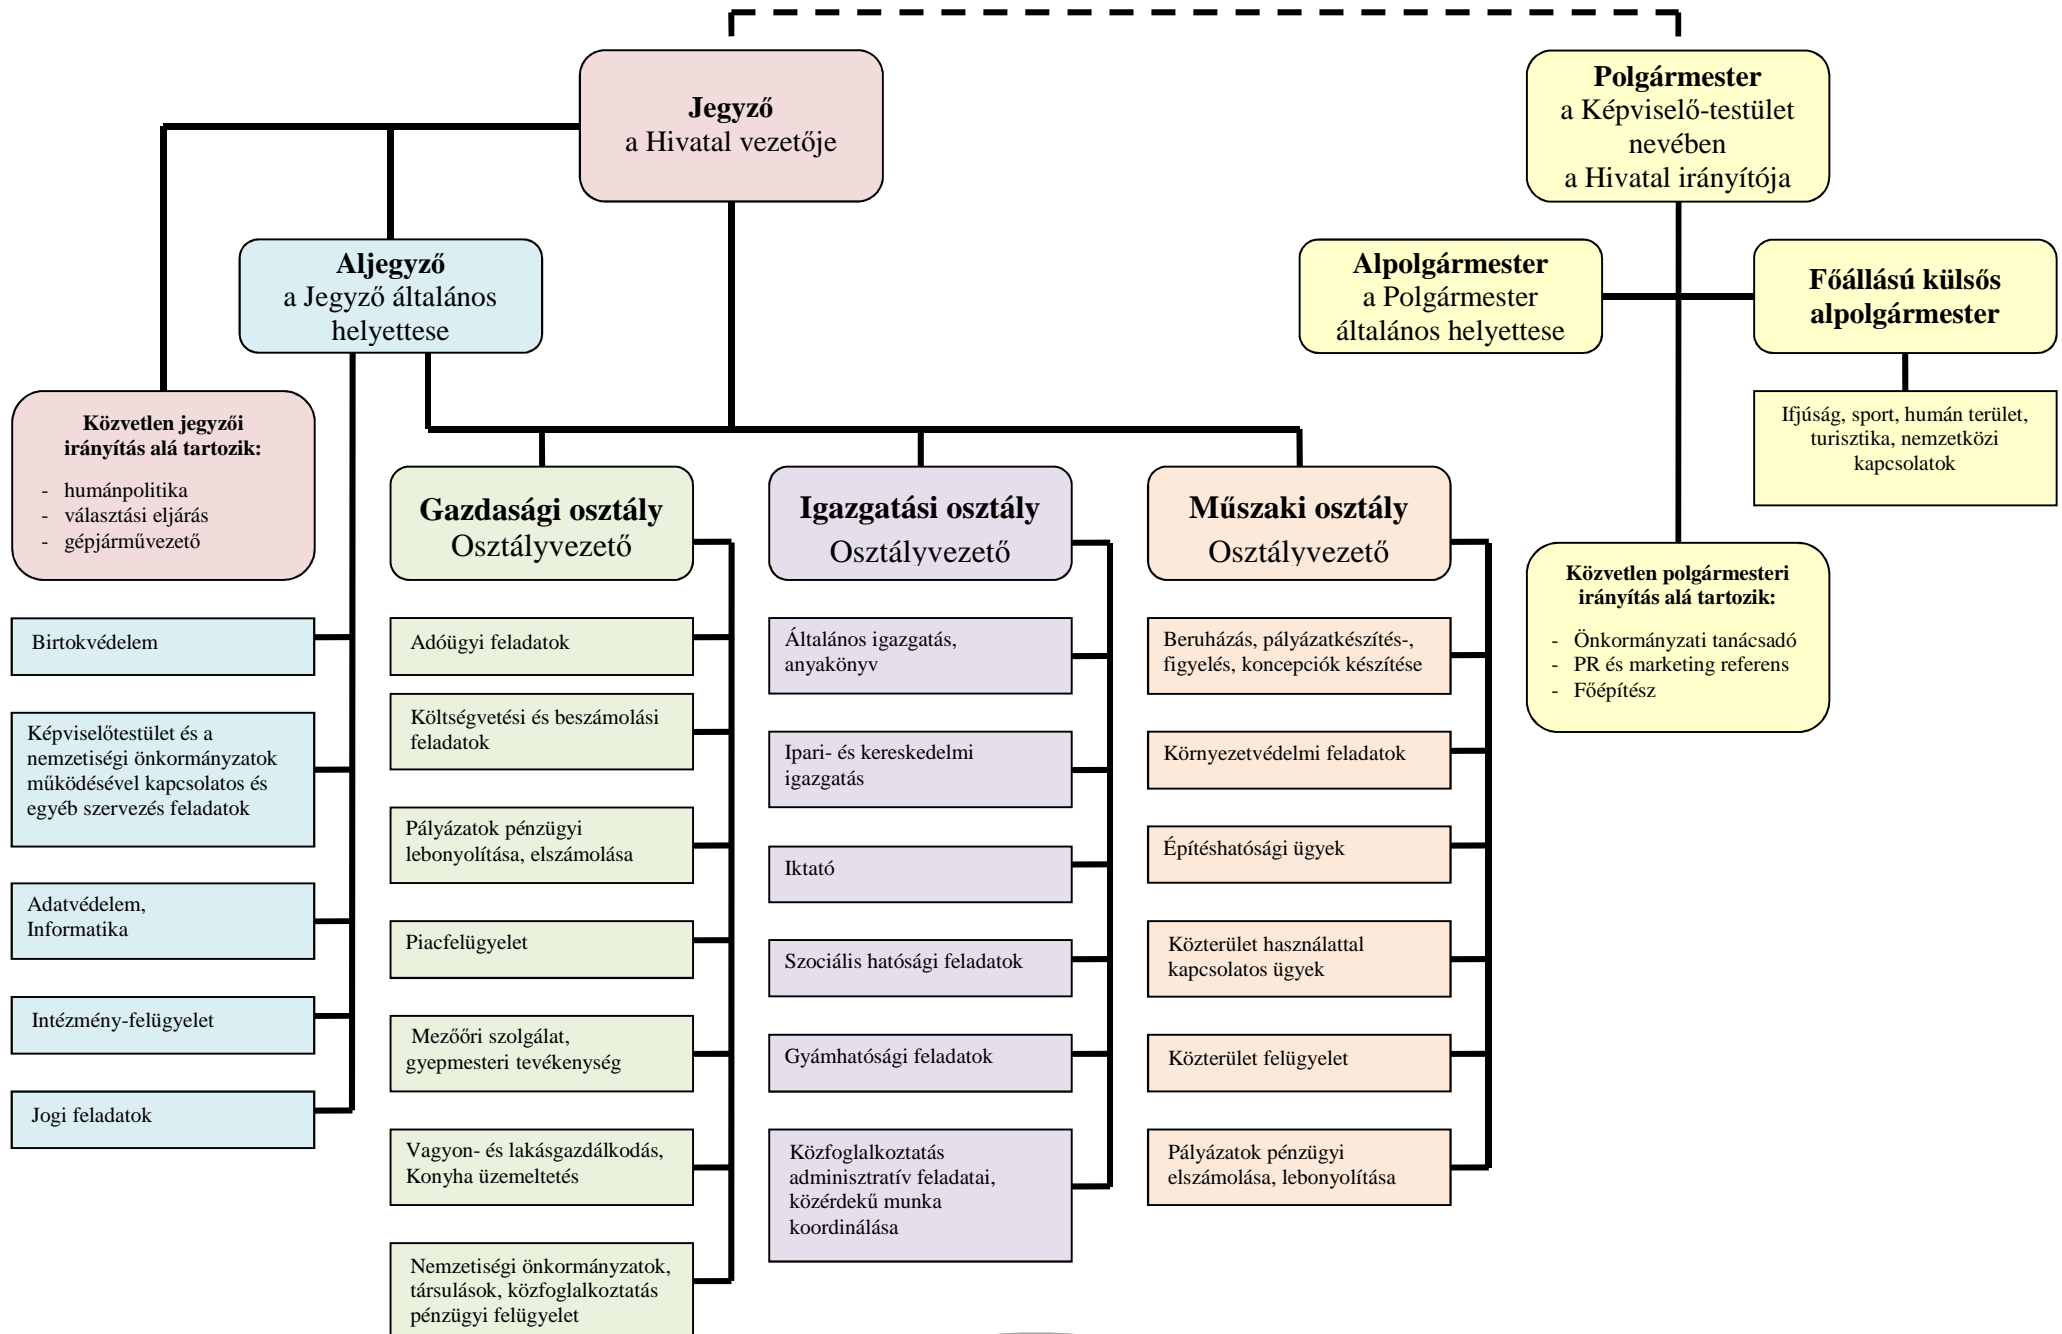 Jegyző
a Hivatal vezetője
Polgármester
a Képviselő-testület
nevében
a Hivatal irányítója
Aljegyző
a Jegyző általános
helyettese
Alpolgármester
a Polgármester
általános helyettese
Főállású külsős
alpolgármester
Ifjúság, sport, humán terület,
turisztika, nemzetközi
kapcsolatok
Közvetlen jegyzői
irányítás alá tartozik:
- humánpolitika
- választási eljárás
- gépjárművezető
Gazdasági osztály
Osztályvezető
Igazgatási osztály
Osztályvezető
Műszaki osztály
Osztályvezető
Közvetlen polgármesteri
irányítás alá tartozik:
- Önkormányzati tanácsadó
- PR és marketing referens
- Főépítész
Birtokvédelem
Képviselőtestület és a
nemzetiségi önkormányzatok
működésével kapcsolatos és
egyéb szervezés feladatok
Adatvédelem,
Informatika
Intézmény-felügyelet
Jogi feladatok
Adóügyi feladatok
Költségvetési és beszámolási
feladatok
Pályázatok pénzügyi
lebonyolítása, elszámolása
Piacfelügyelet
Mezőőri szolgálat,
gyepmesteri tevékenység
Vagyon- és lakásgazdálkodás,
Konyha üzemeltetés
Nemzetiségi önkormányzatok,
társulások, közfoglalkoztatás
pénzügyi felügyelet
Általános igazgatás,
anyakönyv
Ipari- és kereskedelmi
igazgatás
Iktató
Szociális hatósági feladatok
Gyámhatósági feladatok
Közfoglalkoztatás
adminisztratív feladatai,
közérdekű munka
koordinálása
Beruházás, pályázatkészítés-,
figyelés, koncepciók készítése
Környezetvédelmi feladatok
Építéshatósági ügyek
Közterület használattal
kapcsolatos ügyek
Közterület felügyelet
Pályázatok pénzügyi
elszámolása, lebonyolítása